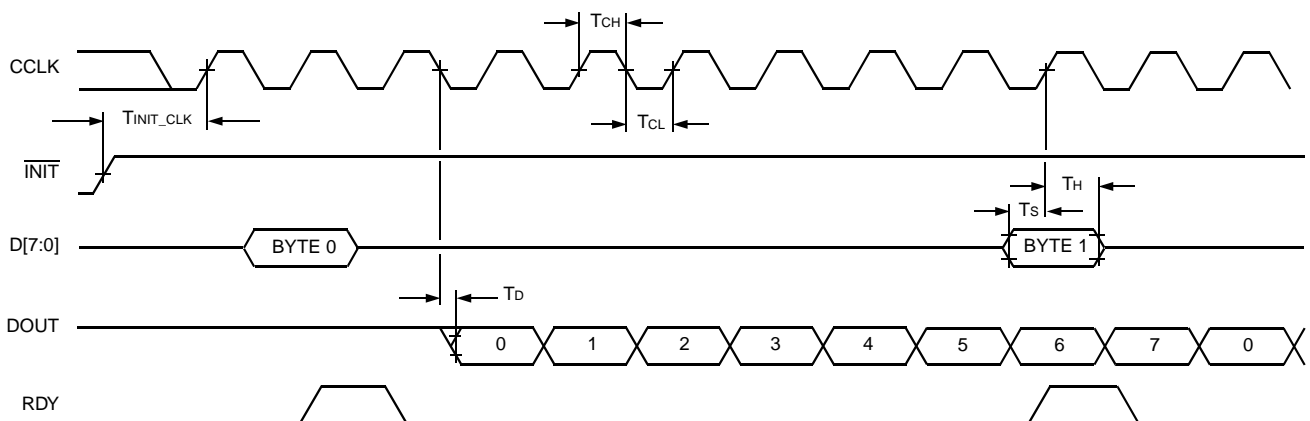 TCH
CCLK
TINIT_CLK
TCL
INIT
TH
TS
D[7:0]
BYTE 0
BYTE 1
TD
DOUT
0 1 2 3 4 5 6 7 0
RDY